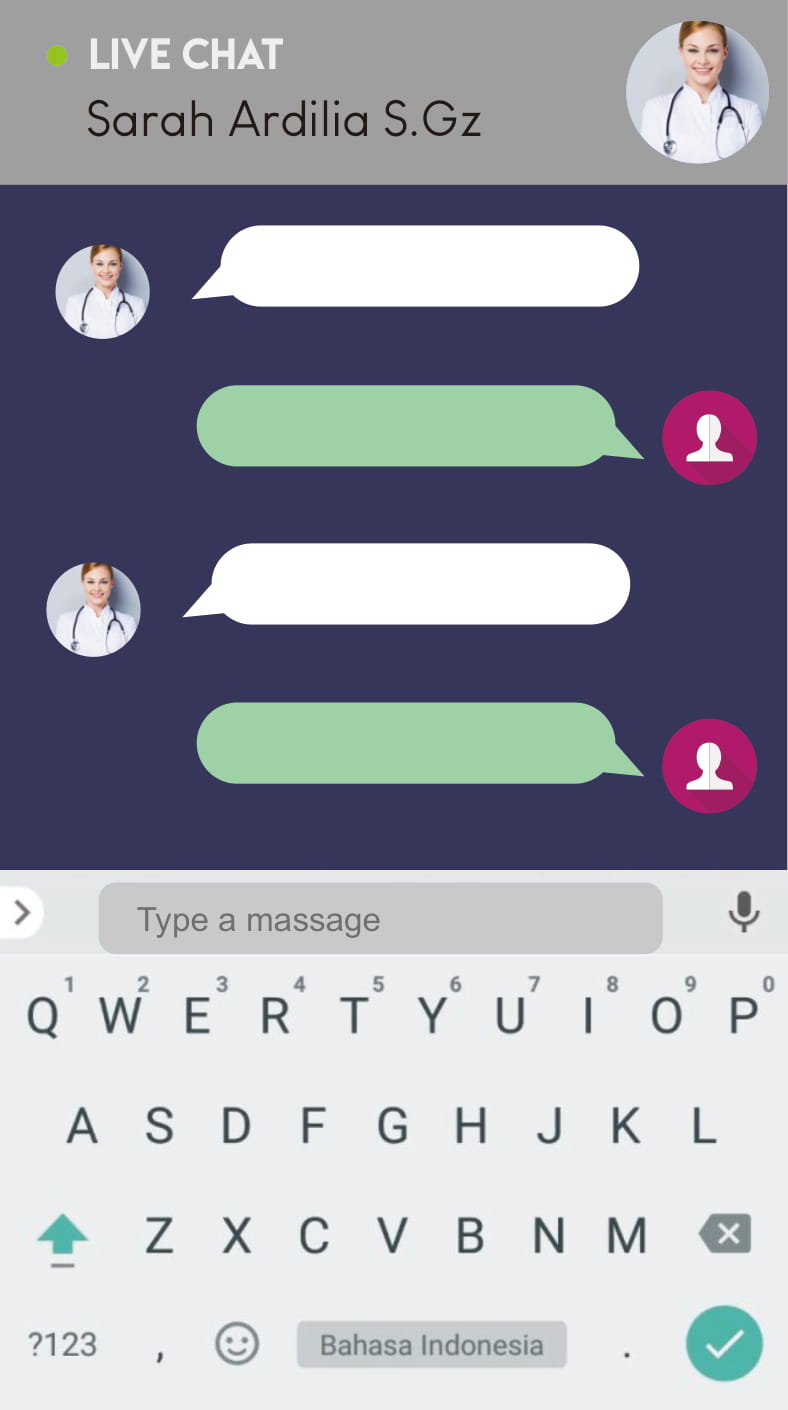 LIVE CHAT
Sarah Ardilia S.Gz
Type a massage
1 2 3 4 5 6 7 8 9 0
Q W E R T Y U I O P
A S D F G H J K L
Z X C V B N M
?123 , Bahasa Indonesia .